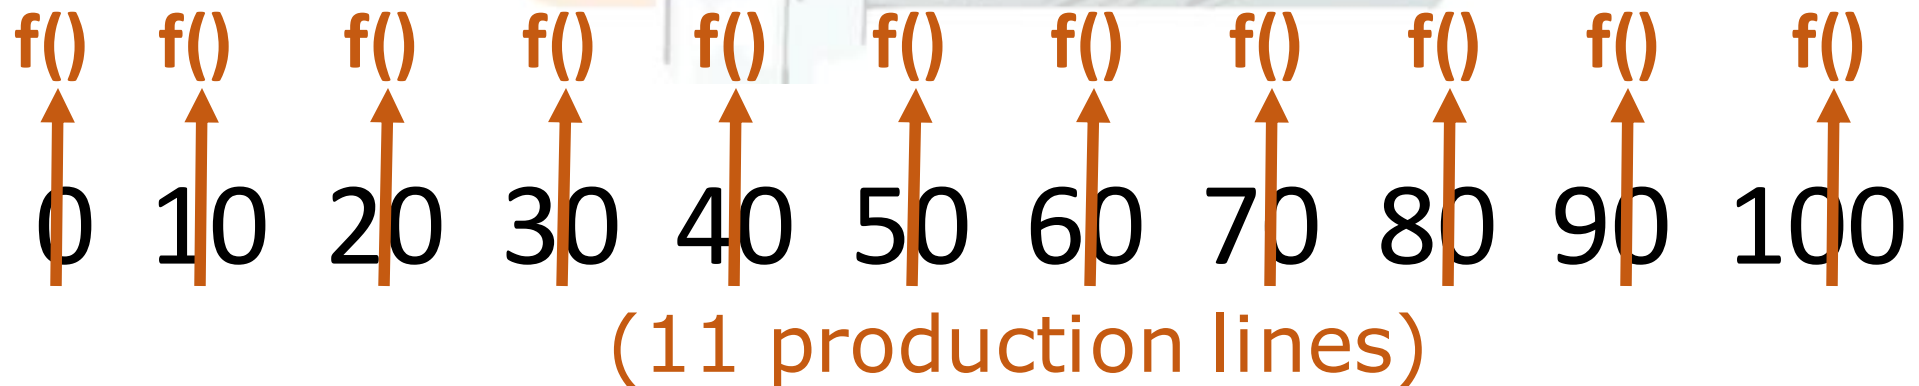 f() f() f() f() f() f() f() f() f() f() f()
0 10 20 30 40 50 60 70 80 90 100
(11 production lines)